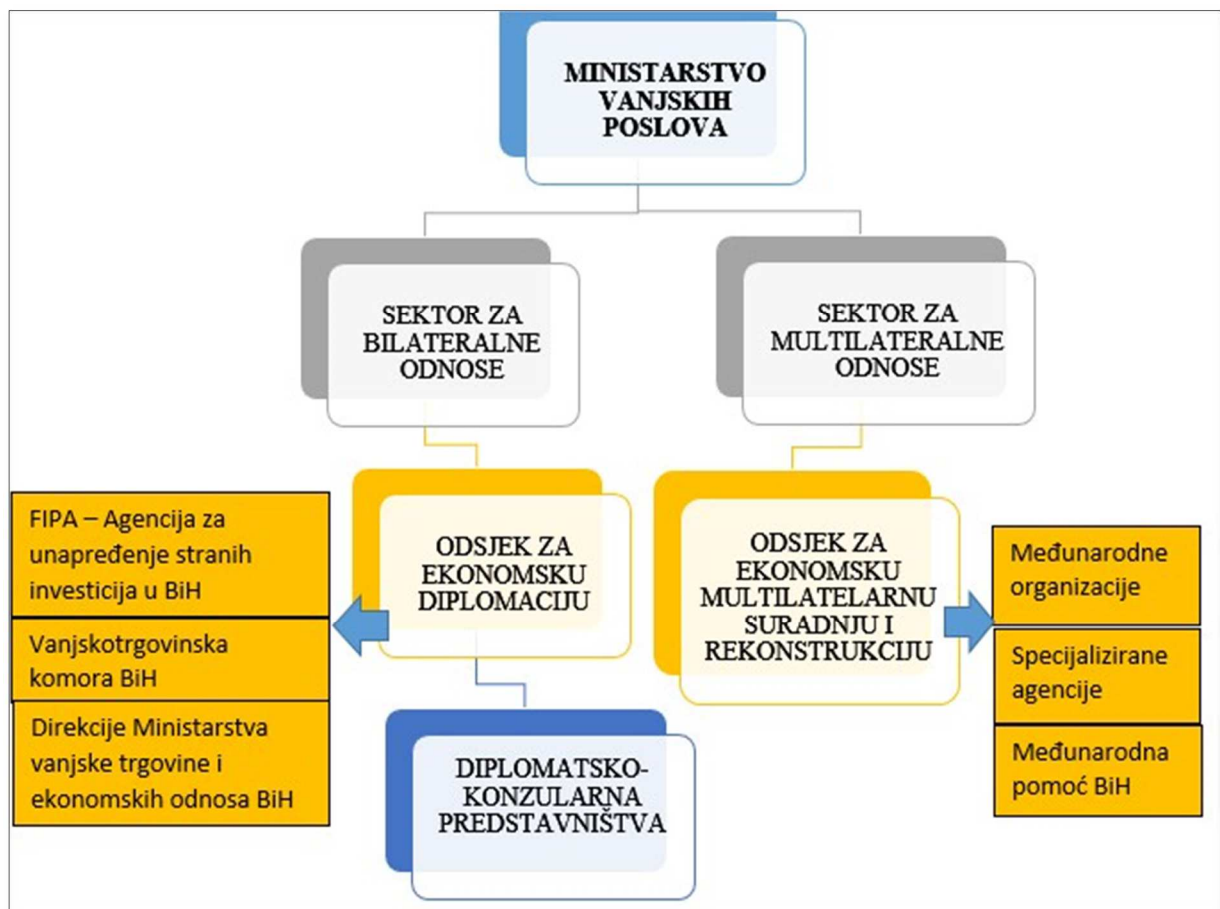 MINISTARSTVO
VANJSKIH
POSLOVA
SEKTOR ZA
BILATERALNE
ODNOSE
SEKTOR ZA
MULTILATERALNE
ODNOSE
FIPA – Agencija za
unapređenje stranih
investicija u BiH
Vanjskotrgovinska
komora BiH
Direkcije Ministarstva
vanjske trgovine i
ekonomskih odnosa BiH
ODSJEK ZA
EKONOMSKU
DIPLOMACIJU
ODSJEK ZA
EKONOMSKU
MULTILATELARNU
SURADNJU I
REKONSTRUKCIJU
Međunarodne
organizacije
Specijalizirane
agencije
Međunarodna
pomoć BiH
DIPLOMATSKO-
KONZULARNA
PREDSTAVNIŠTVA